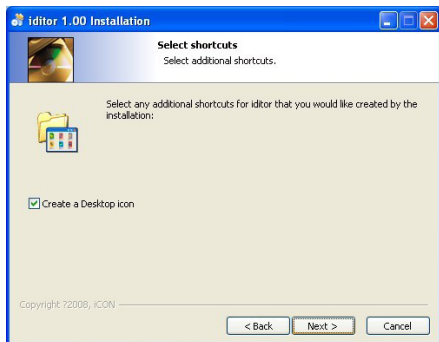 iditor 1.00 Installation
Select shortcuts
Select additional shortcuts.
Select any additional shortcuts for iditor that you would like created by the
installation:
Create a Desktop icon
Copyright ?2008, iCON
< Back
Next >
Cancel